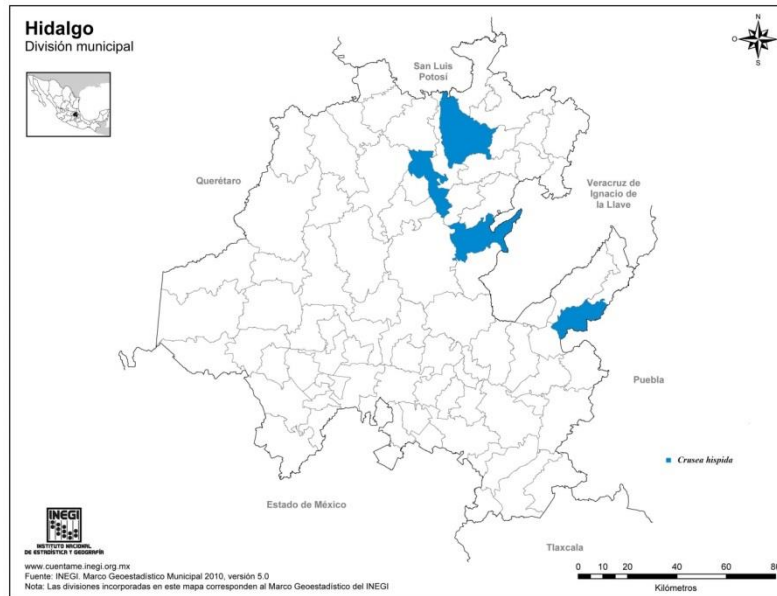 Hidalgo
División municipal
N
O
E
S
San Luis
Potosí
Querétaro
Veracruz de
Ignacio de
la Llave
Puebla
Crusea hispida
Estado de México
Tlaxcala
INEGI
INSTITUTO NACIONAL
DE ESTADÍSTICA Y GEOGRAFÍA
www.cuentame.inegi.org.mx
Fuente: INEGI. Marco Geoestadístico Municipal 2010, versión 5.0
Nota: Las divisiones incorporadas en este mapa corresponden al Marco Geoestadístico del INEGI
0 20 40 60 80
Kilómetros